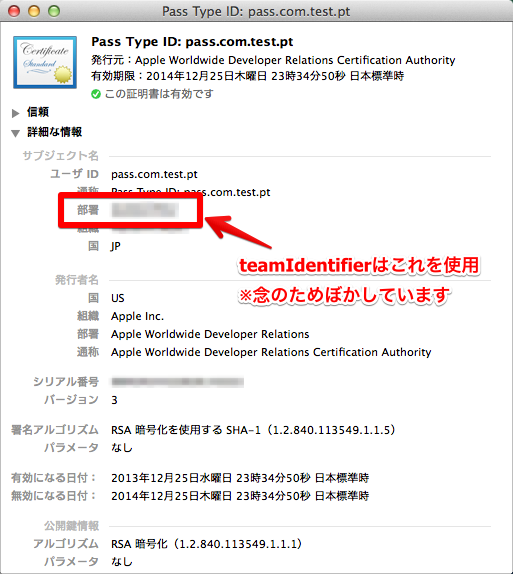 Pass Type ID: pass.com.test.pt
Certificate
Standard
Pass Type ID: pass.com.test.pt
発行元：Apple Worldwide Developer Relations Certification Authority
有効期限：2014年12月25日木曜日 23時34分50秒 日本標準時
この証明書は有効です
信頼
詳細な情報
サブジェクト名
ユーザ ID pass.com.test.pt
通称 Pass Type ID: pass.com.test.pt
部署
組織
国 JP
teamIdentifierはこれを使用
※念のためぼかしています
発行者名
国 US
組織 Apple Inc.
部署 Apple Worldwide Developer Relations
通称 Apple Worldwide Developer Relations Certification Authority
シリアル番号
バージョン 3
署名アルゴリズム RSA 暗号化を使用する SHA-1（1.2.840.113549.1.1.5）
パラメータ なし
有効になる日付： 2013年12月25日水曜日 23時34分50秒 日本標準時
無効になる日付： 2014年12月25日木曜日 23時34分50秒 日本標準時
公開鍵情報
アルゴリズム RSA 暗号化（1.2.840.113549.1.1.1）
パラメータ なし